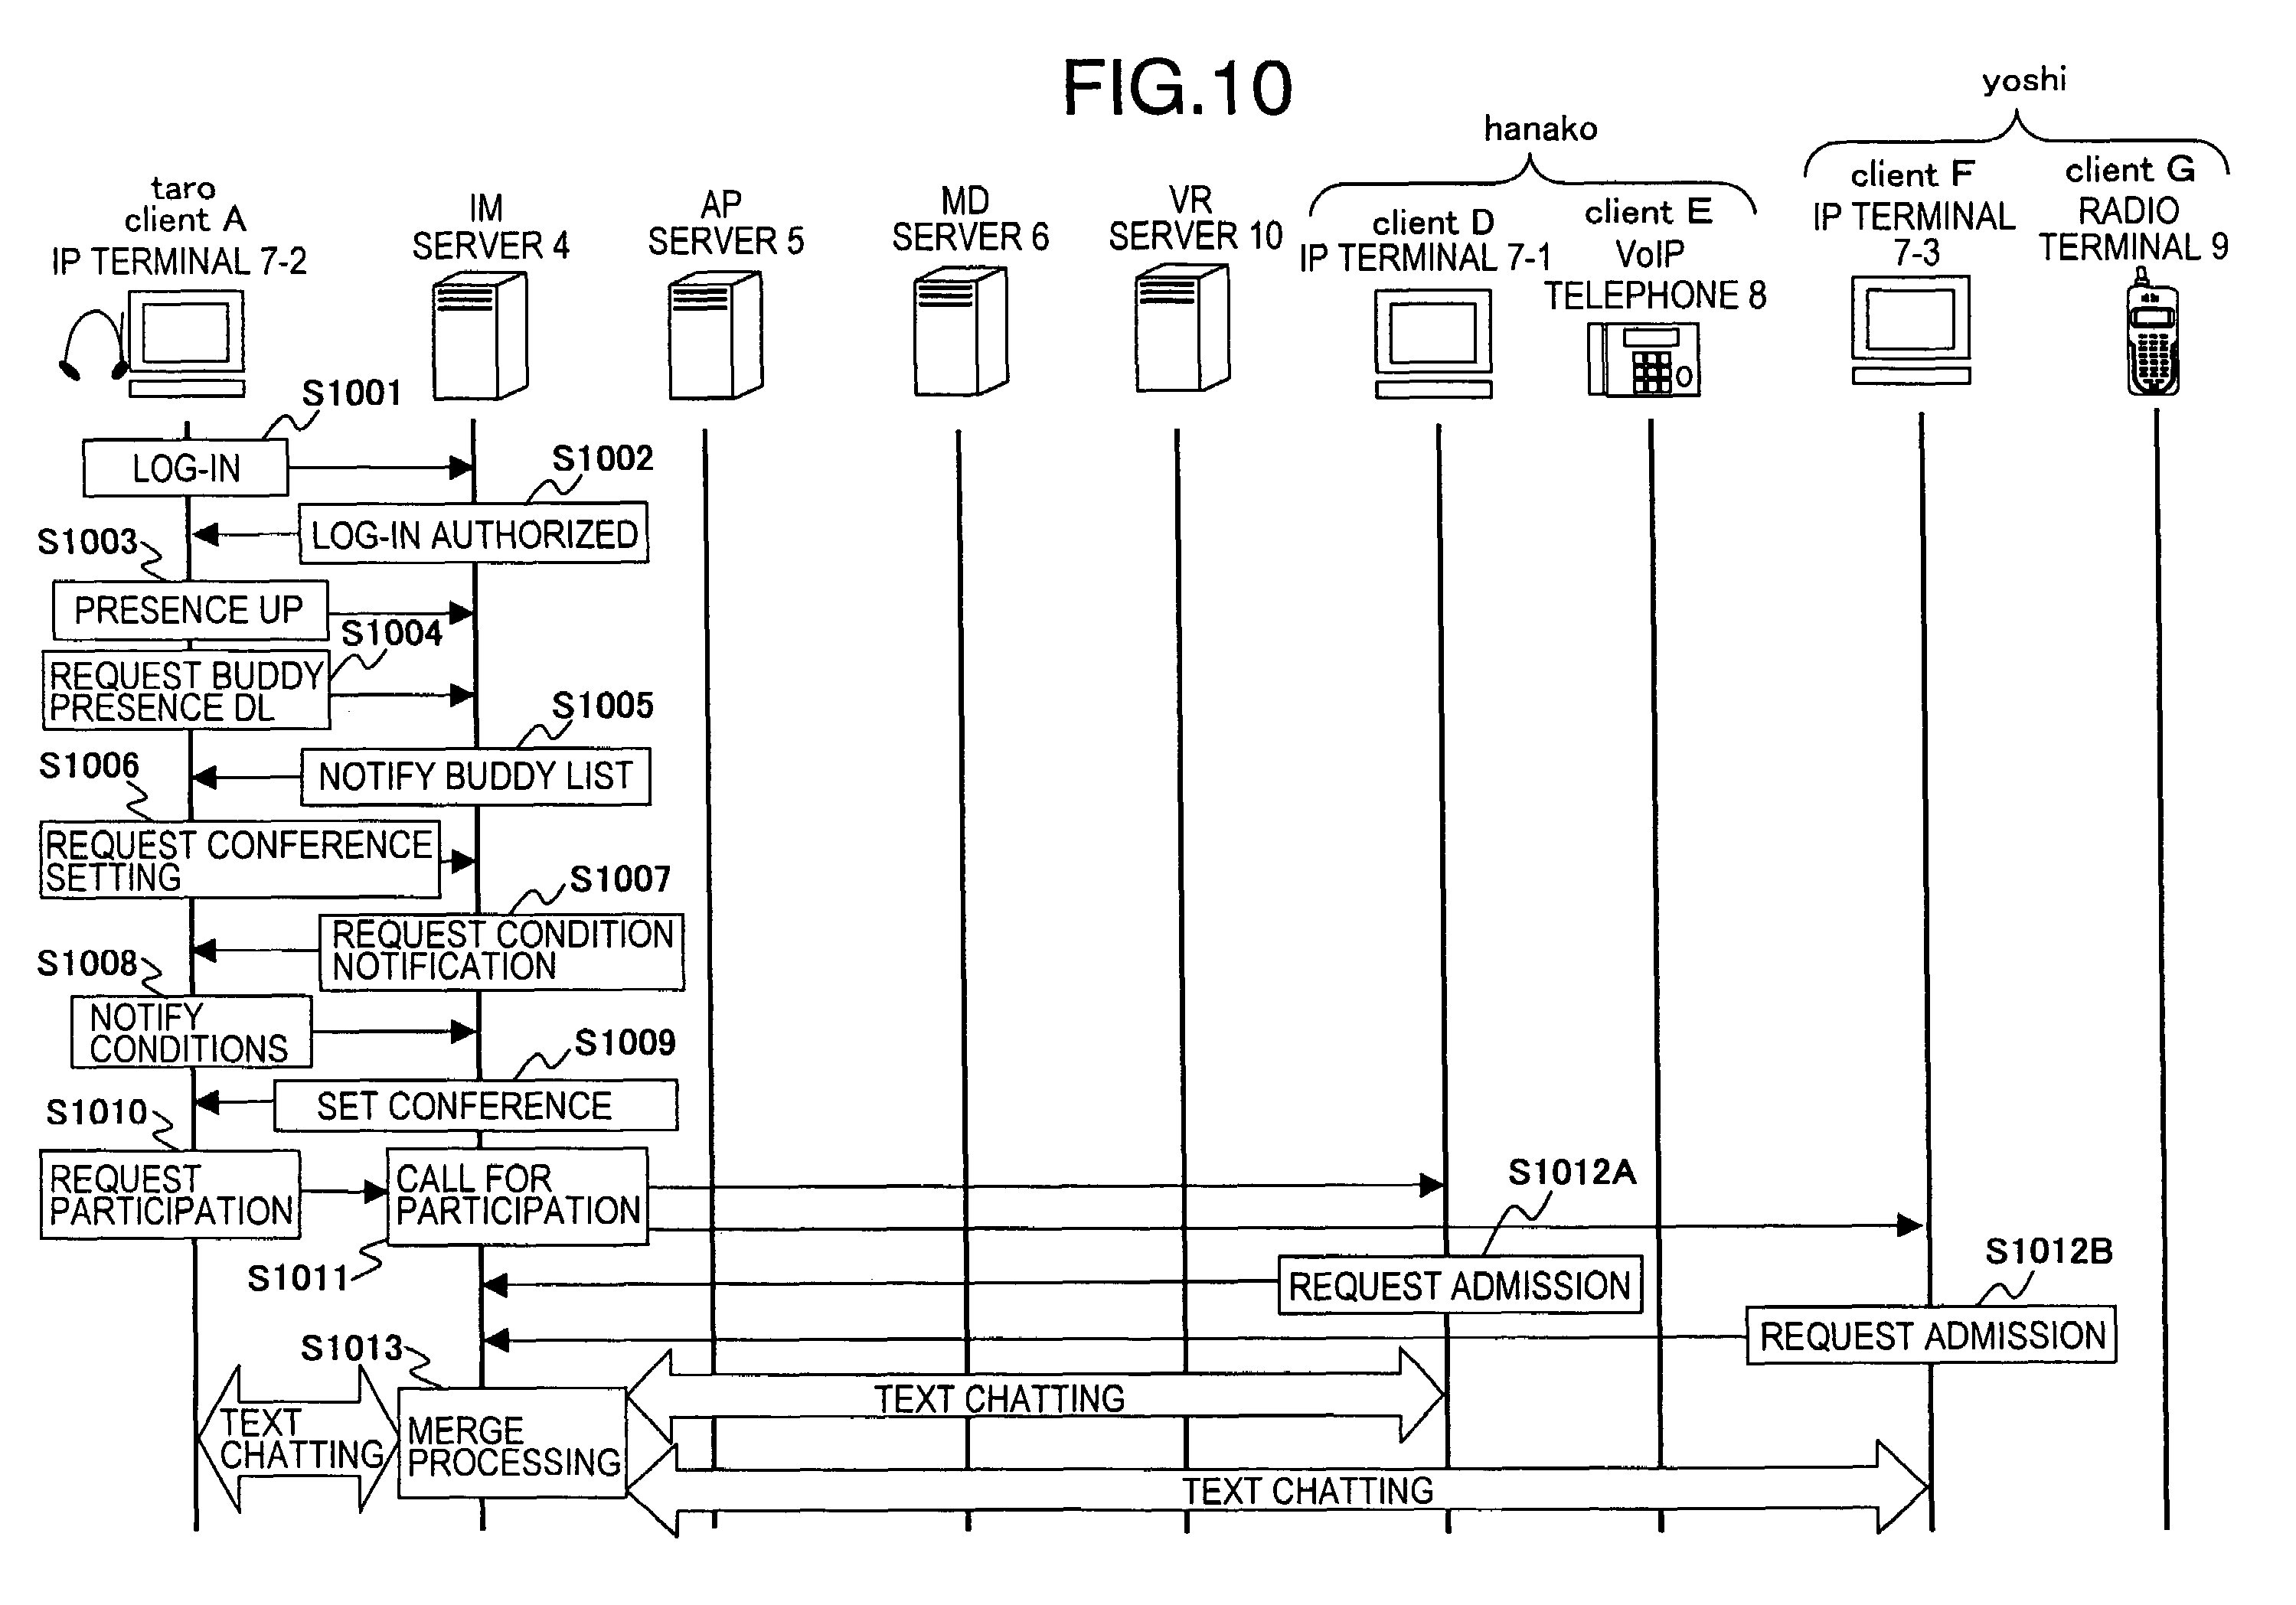 FIG.10
taro
client A
IP TERMINAL 7-2
IM
SERVER 4
AP
SERVER 5
MD
SERVER 6
VR
SERVER 10
hanako
client D
IP TERMINAL 7-1
client E
VoIP
TELEPHONE 8
yoshi
client F
IP TERMINAL
7-3
client G
RADIO
TERMINAL 9
S1001
LOG-IN
S1002
LOG-IN AUTHORIZED
S1003
PRESENCE UP
S1004
REQUEST BUDDY
PRESENCE DL
S1005
NOTIFY BUDDY LIST
S1006
REQUEST CONFERENCE
SETTING
S1007
REQUEST CONDITION
NOTIFICATION
S1008
NOTIFY
CONDITIONS
S1009
SET CONFERENCE
S1010
REQUEST
PARTICIPATION
CALL FOR
PARTICIPATION
S1011
S1012A
REQUEST ADMISSION
S1012B
REQUEST ADMISSION
S1013
TEXT
CHATTING
MERGE
PROCESSING
TEXT CHATTING
TEXT CHATTING